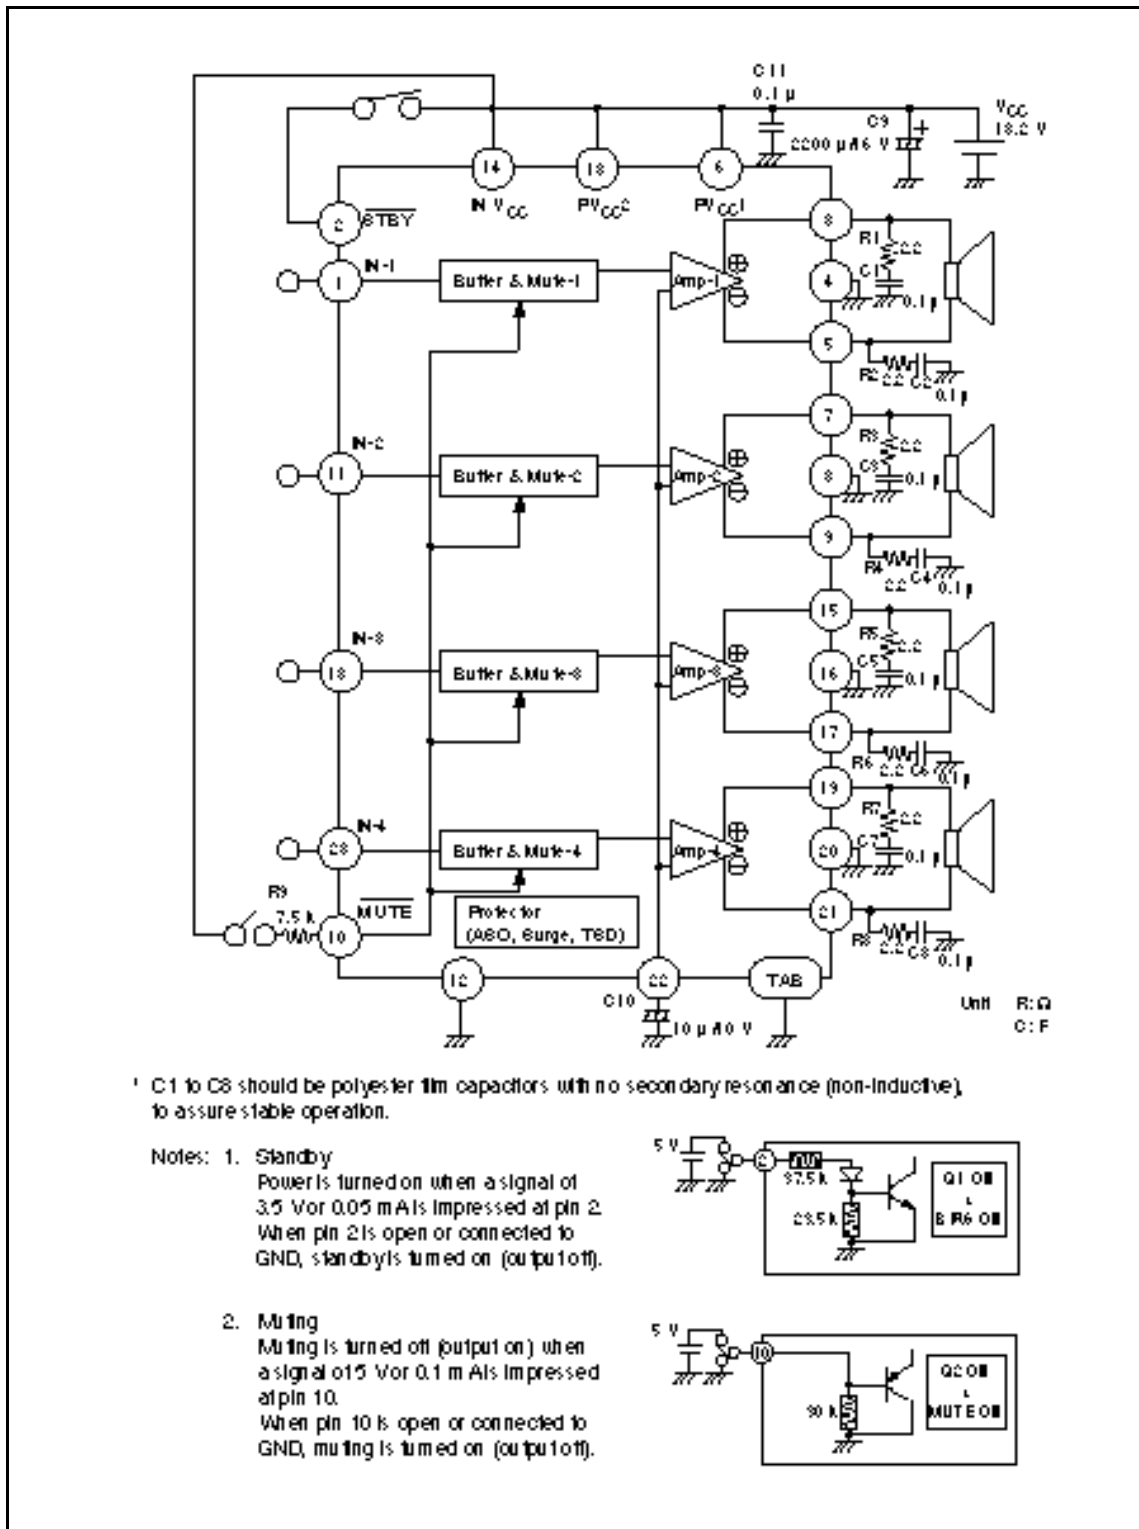 C11
0.1 µ
C9
2200 µ/16 V
VCC
13.2 V
14
18
6
IN VCC
PVCC2
PVCC1
2
STBY
3
R1
2.2
C1
0.1 µ
1
IN-1
Buffer & Mute-1
Amp-1
4
5
R2
2.2
C2
0.1 µ
7
IN-2
11
Buffer & Mute-2
Amp-2
R3
2.2
C3
0.1 µ
8
9
R4
2.2
C4
0.1 µ
15
IN-3
13
Buffer & Mute-3
Amp-3
R5
2.2
C5
0.1 µ
16
17
R6
2.2
C6
0.1 µ
19
IN-4
23
Buffer & Mute-4
Amp-4
R7
2.2
C7
0.1 µ
20
R9
7.5 k
MUTE
10
Protector
(ASO, Surge, TSD)
21
R8
2.2
C8
0.1 µ
12
22
TAB
C10
10 µ/10 V
Unit R: Ω
C: F
* C1 to C8 should be polyester film capacitors with no secondary resonance (non-inductive),
to assure stable operation.
Notes: 1. Standby
Power is turned on when a signal of
3.5 V or 0.05 mA is impressed at pin 2.
When pin 2 is open or connected to
GND, standby is turned on (output off).
5 V
2
37.5 k
23.5 k
Q1 ON
↓
BIAS ON
2. Muting
Muting is turned off (output on) when
a signal of 5 V or 0.1 mA is impressed
at pin 10.
When pin 10 is open or connected to
GND, muting is turned on (output off).
5 V
10
30 k
Q2 ON
↓
MUTE ON